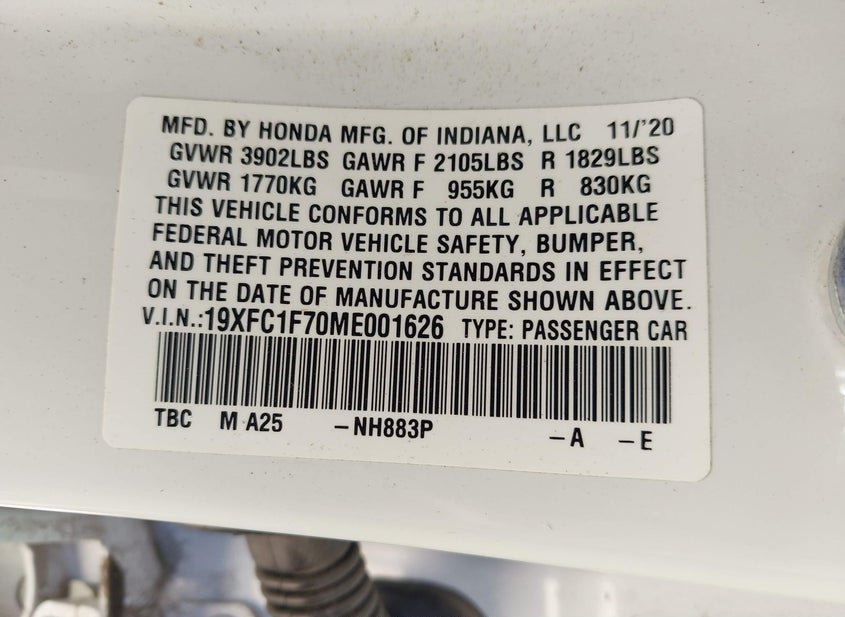 MFD. BY HONDA MFG. OF INDIANA, LLC 11/'20
GVWR 3902LBS GAWR F 2105LBS R 1829LBS
GVWR 1770KG GAWR F 955KG R 830KG
THIS VEHICLE CONFORMS TO ALL APPLICABLE
FEDERAL MOTOR VEHICLE SAFETY, BUMPER,
AND THEFT PREVENTION STANDARDS IN EFFECT
ON THE DATE OF MANUFACTURE SHOWN ABOVE.
V.I.N.:19XFC1F70ME001626 TYPE: PASSENGER CAR
TBC M A25 -NH883P -A -E